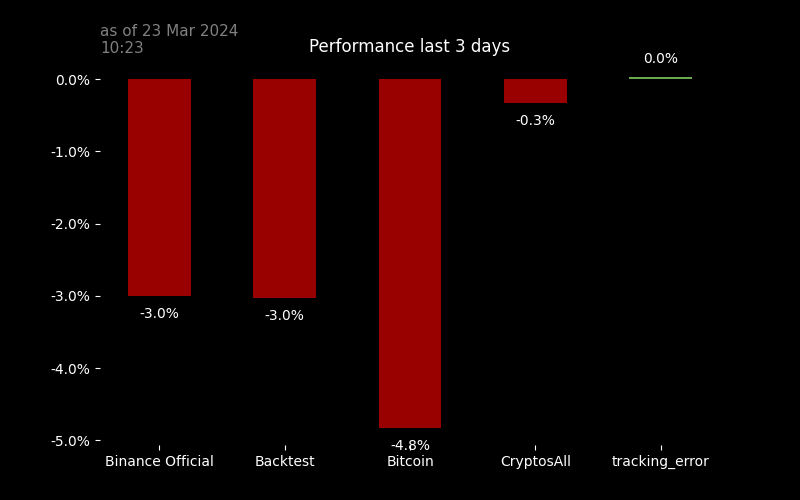 as of 23 Mar 2024
10:23
Performance last 3 days
0.0%
0.0%
-0.3%
-1.0%
-2.0%
-3.0%
-3.0%
-3.0%
-4.0%
-5.0%
-4.8%
Binance Official
Backtest
Bitcoin
CryptosAll
tracking_error